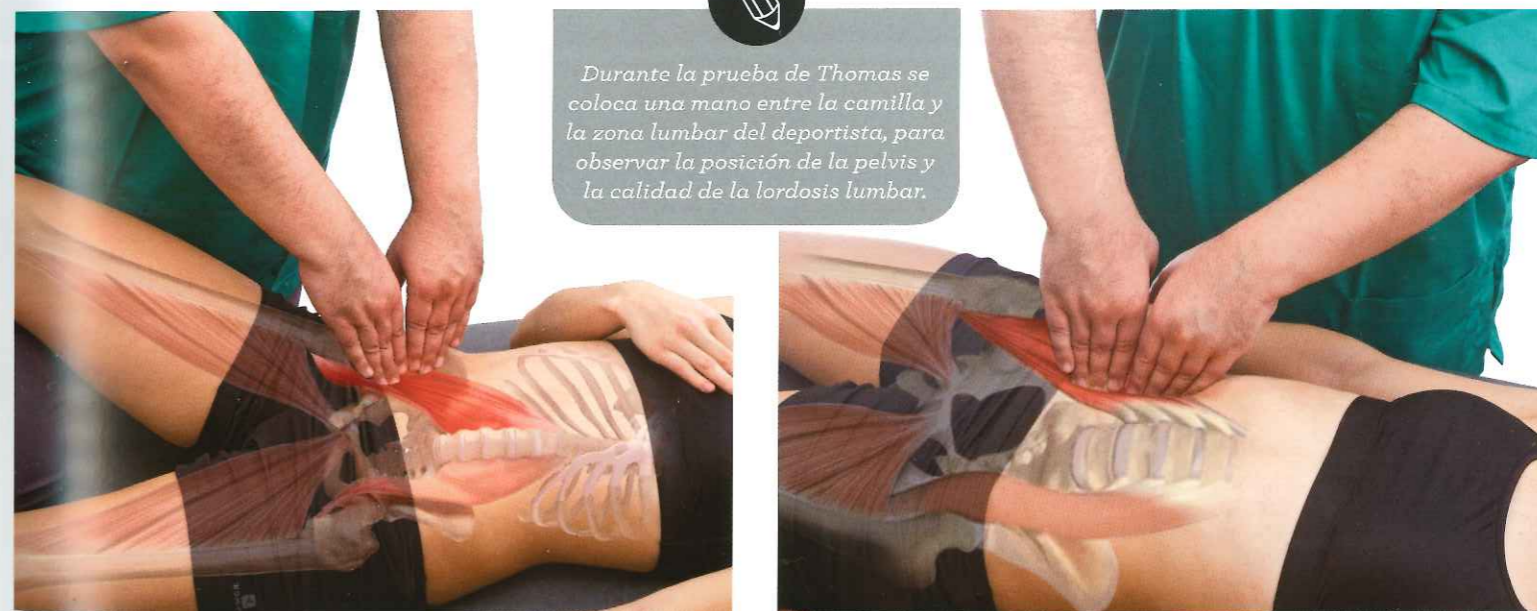 Durante la prueba de Thomas se
coloca una mano entre la camilla y
la zona lumbar del deportista, para
observar la posición de la pelvis y
la calidad de la lordosis lumbar.